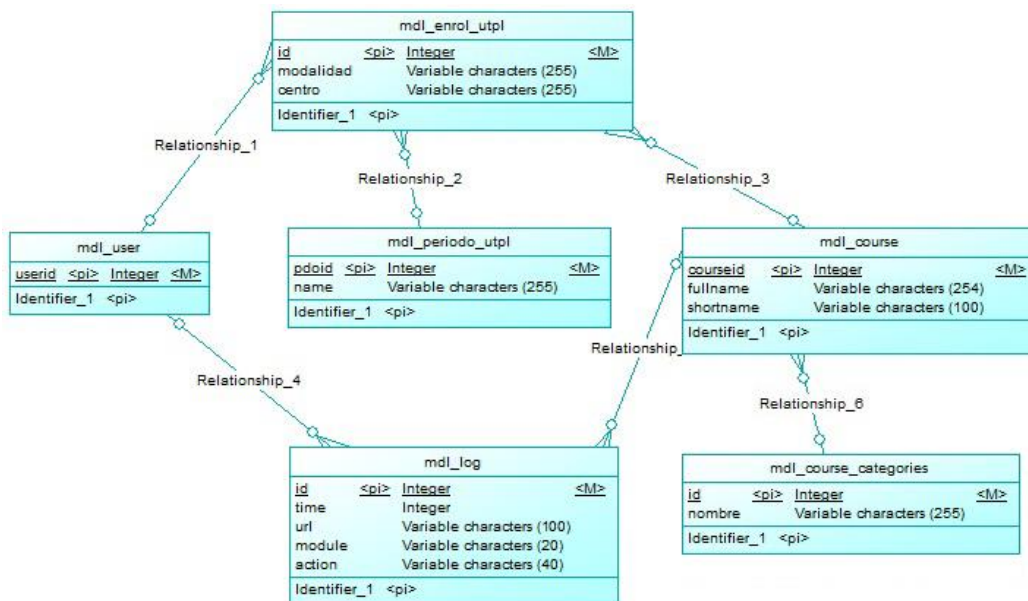 mdl_enrol_utpl
id <pi> Integer <M>
modalidad Variable characters (255)
centro Variable characters (255)
Identifier_1 <pi>
Relationship_1
Relationship_2
Relationship_3
mdl_user
userid <pi> Integer <M>
Identifier_1 <pi>
mdl_periodo_utpl
pdoid <pi> Integer <M>
name Variable characters (255)
Identifier_1 <pi>
mdl_course
courseid <pi> Integer <M>
fullname Variable characters (254)
shortname Variable characters (100)
Identifier_1 <pi>
Relationship_
Relationship_4
Relationship_6
mdl_log
id <pi> Integer <M>
time Integer
url Variable characters (100)
module Variable characters (20)
action Variable characters (40)
Identifier_1 <pi>
mdl_course_categories
id <pi> Integer <M>
nombre Variable characters (255)
Identifier_1 <pi>